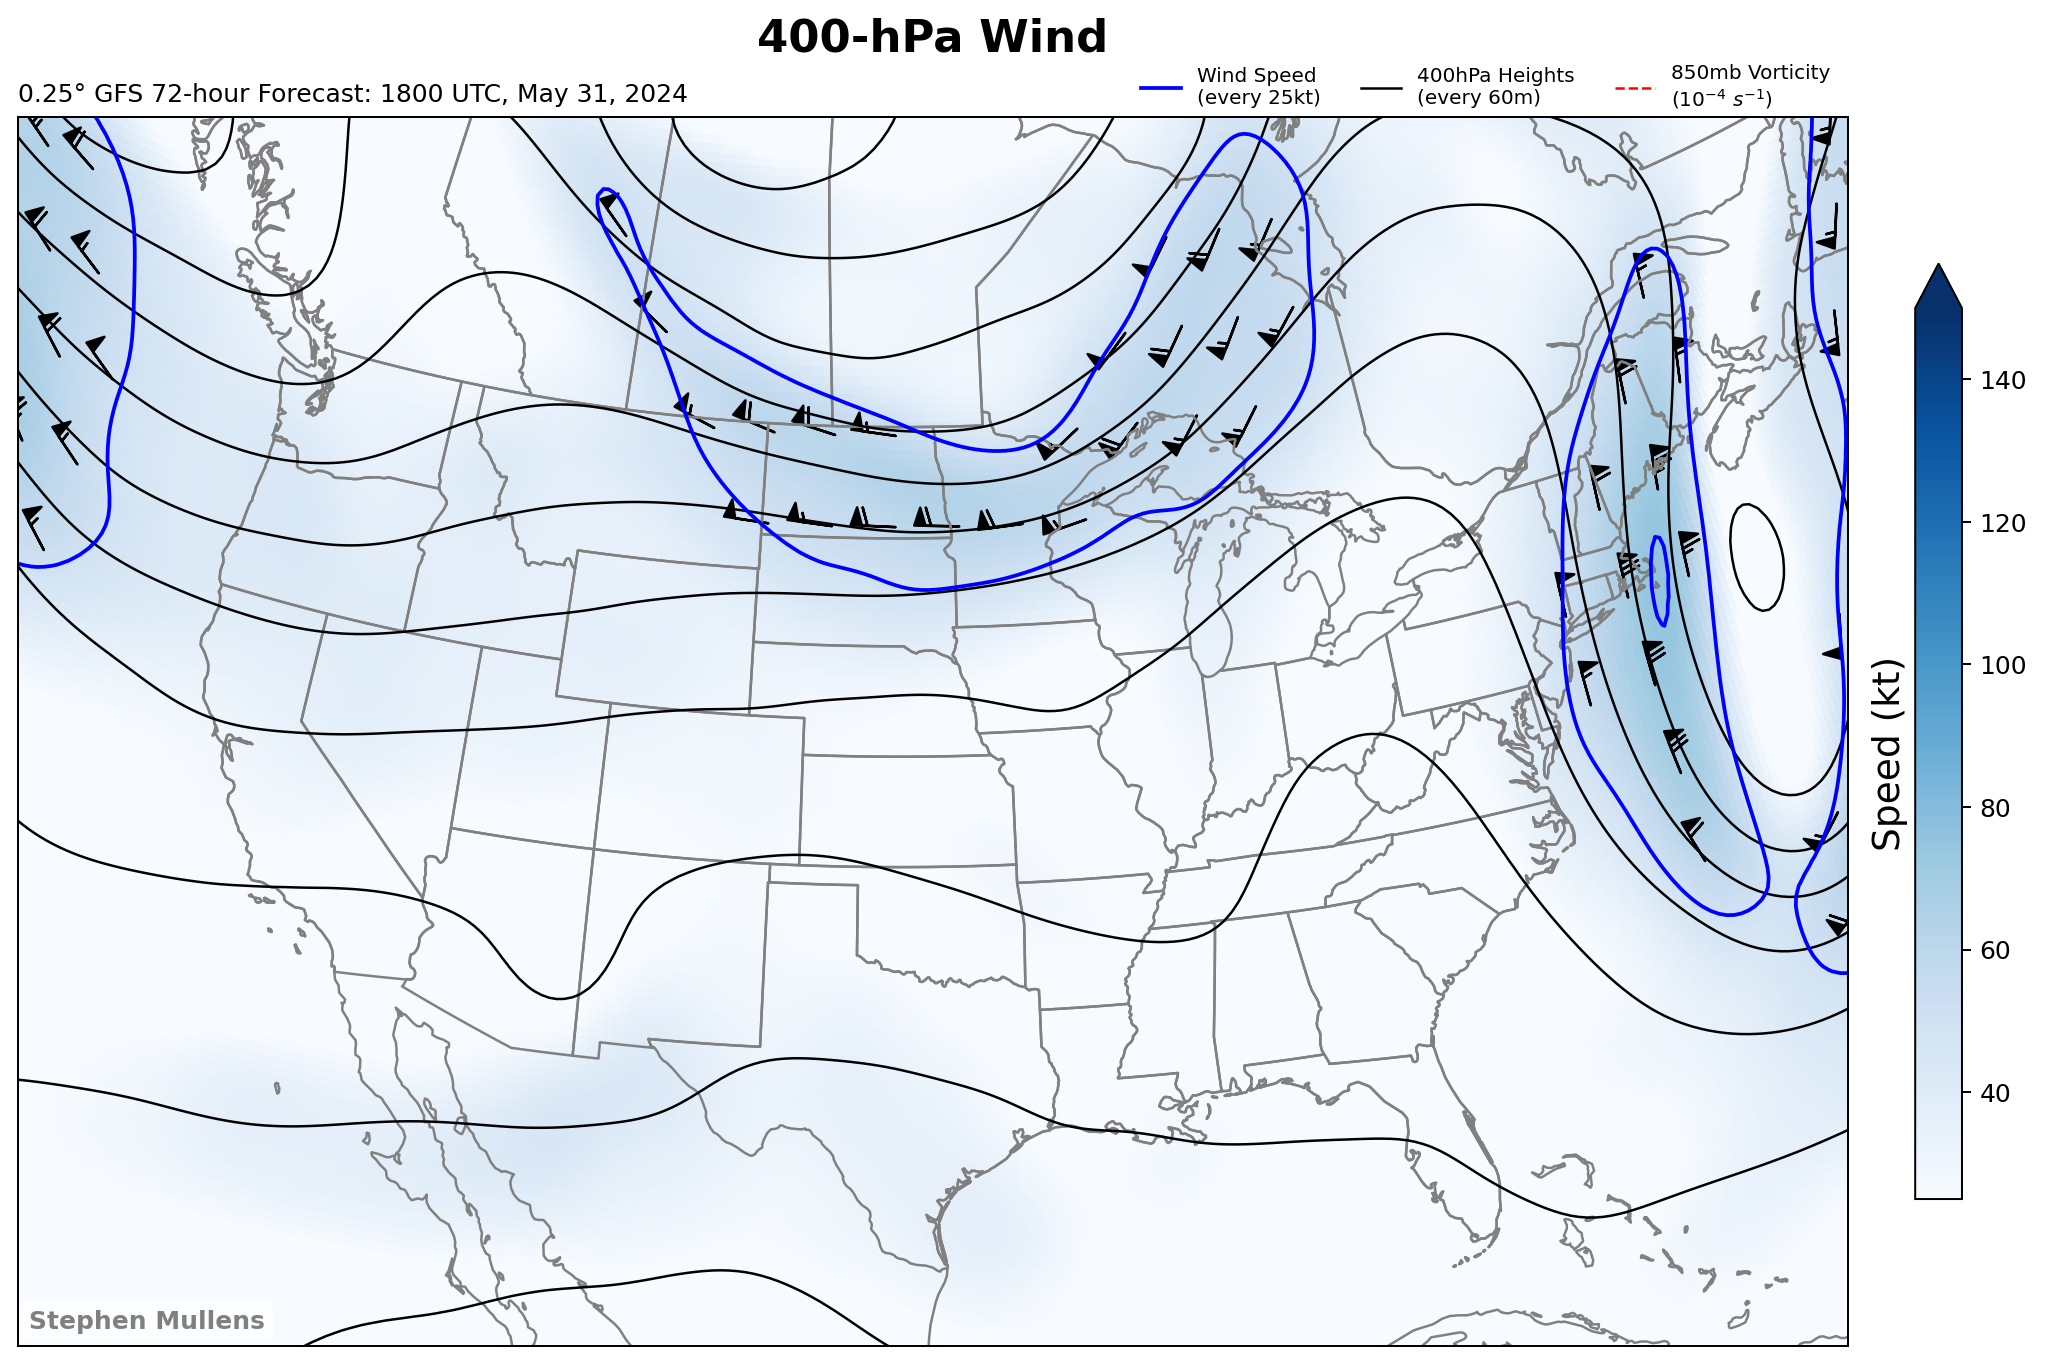 400-hPa Wind
0.25° GFS 72-hour Forecast: 1800 UTC, May 31, 2024
Wind Speed
(every 25kt)
400hPa Heights
(every 60m)
850mb Vorticity
(10⁻⁴ s⁻¹)
140
120
100
80
60
40
Speed (kt)
Stephen Mullens